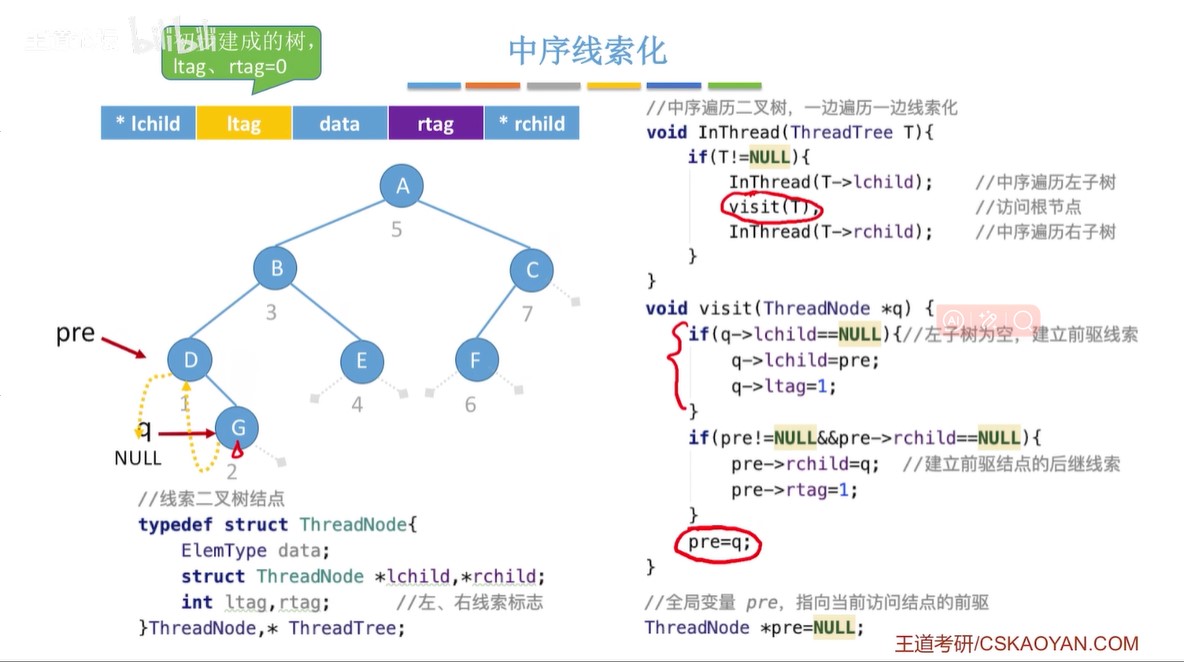 bilibili
初步建成的树，
ltag、rtag=0
中序线索化
* lchild ltag data rtag * rchild
A
5
B
3
C
7
pre
D
1
E
4
F
6
q
G
NULL
2
//线索二叉树结点
typedef struct ThreadNode{
ElemType data;
struct ThreadNode *lchild,*rchild;
int ltag,rtag; //左、右线索标志
}ThreadNode,* ThreadTree;
//中序遍历二叉树，一边遍历一边线索化
void InThread(ThreadTree T){
if(T!=NULL){
InThread(T->lchild); //中序遍历左子树
visit(T); //访问根节点
InThread(T->rchild); //中序遍历右子树
}
}
void visit(ThreadNode *q) {
if(q->lchild==NULL){//左子树为空，建立前驱线索
q->lchild=pre;
q->ltag=1;
}
if(pre!=NULL&&pre->rchild==NULL){
pre->rchild=q; //建立前驱结点的后继线索
pre->rtag=1;
}
pre=q;
}
//全局变量 pre，指向当前访问结点的前驱
ThreadNode *pre=NULL;
王道考研/CSKAOYAN.COM